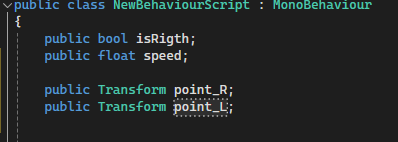 public class NewBehaviourScript : MonoBehaviour
{
public bool isRigth;
public float speed;
public Transform point_R;
public Transform point_L;